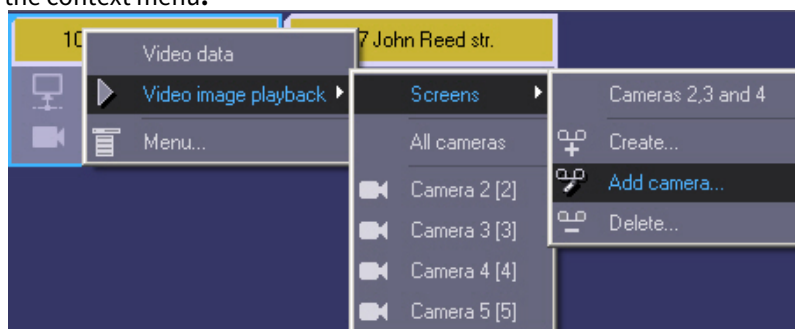 the context menu.
10
7 John Reed str.
Video data
Video image playback
Menu...
Screens
All cameras
Camera 2 [2]
Camera 3 [3]
Camera 4 [4]
Camera 5 [5]
Cameras 2,3 and 4
Create...
Add camera...
Delete...